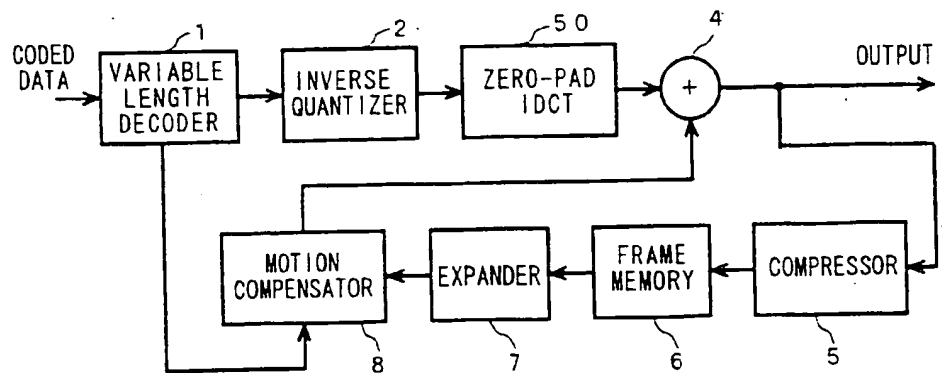 1
2
50
4
CODED
DATA
VARIABLE
LENGTH
DECODER
INVERSE
QUANTIZER
ZERO-PAD
IDCT
+
OUTPUT
MOTION
COMPENSATOR
EXPANDER
FRAME
MEMORY
COMPRESSOR
8
7
6
5